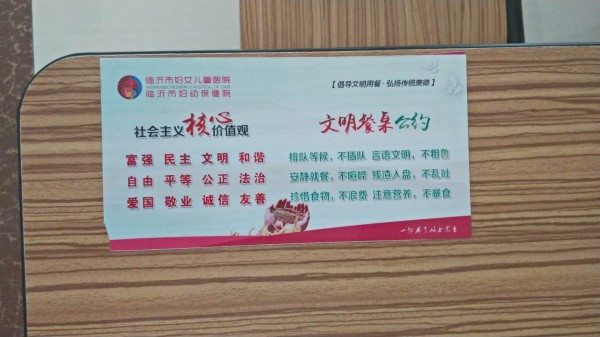 临沂市妇女儿童医院
WOMEN&CHILDREN'S HOSPITAL OF LINYI
临沂市妇幼保健院
【 倡导文明用餐·弘扬传统美德 】
社会主义核心价值观
富强 民主 文明 和谐
自由 平等 公正 法治
爱国 敬业 诚信 友善
文明餐桌公约
排队等候，不插队 言语文明，不粗鲁
安静就餐，不喧哗 残渣入盘，不乱吐
珍惜食物，不浪费 注意营养，不暴食